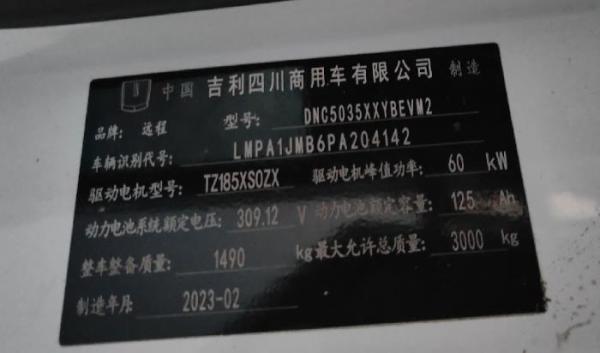 中国 吉利四川商用车有限公司 制造
品牌: 远程 型号: DNC5035XXYBEVM2
车辆识别代号: LMPA1JMB6PA204142
驱动电机型号: TZ185XS0ZX 驱动电机峰值功率: 60 kW
动力电池系统额定电压: 309.12 V 动力电池额定容量: 125 Ah
整车整备质量: 1490 kg 最大允许总质量: 3000 kg
制造年月 2023-02